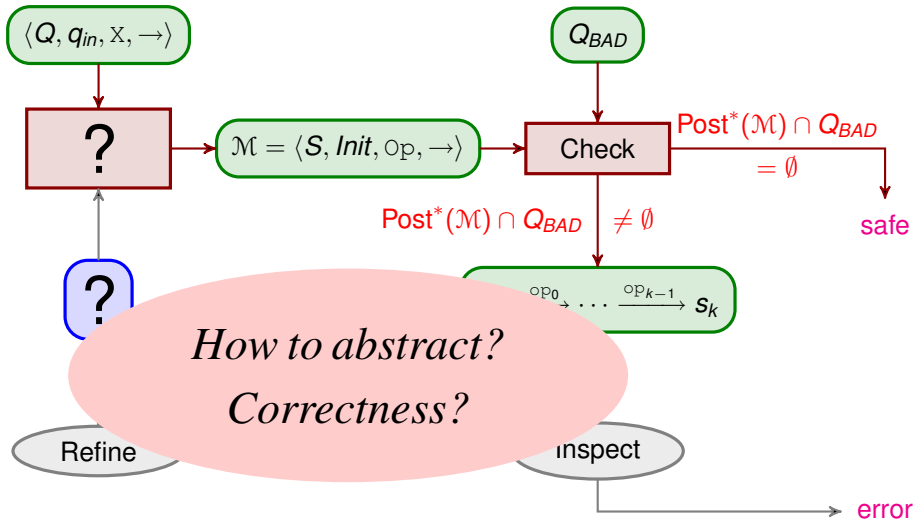 ⟨Q, q_in, X, →⟩
Q_BAD
?
ℳ = ⟨S, Init, Op, →⟩
Check
Post*(ℳ) ∩ Q_BAD
= ∅
Post*(ℳ) ∩ Q_BAD ≠ ∅
safe
?
op_0 → ⋯ op_{k−1} → s_k
How to abstract?
Correctness?
Refine
Inspect
error